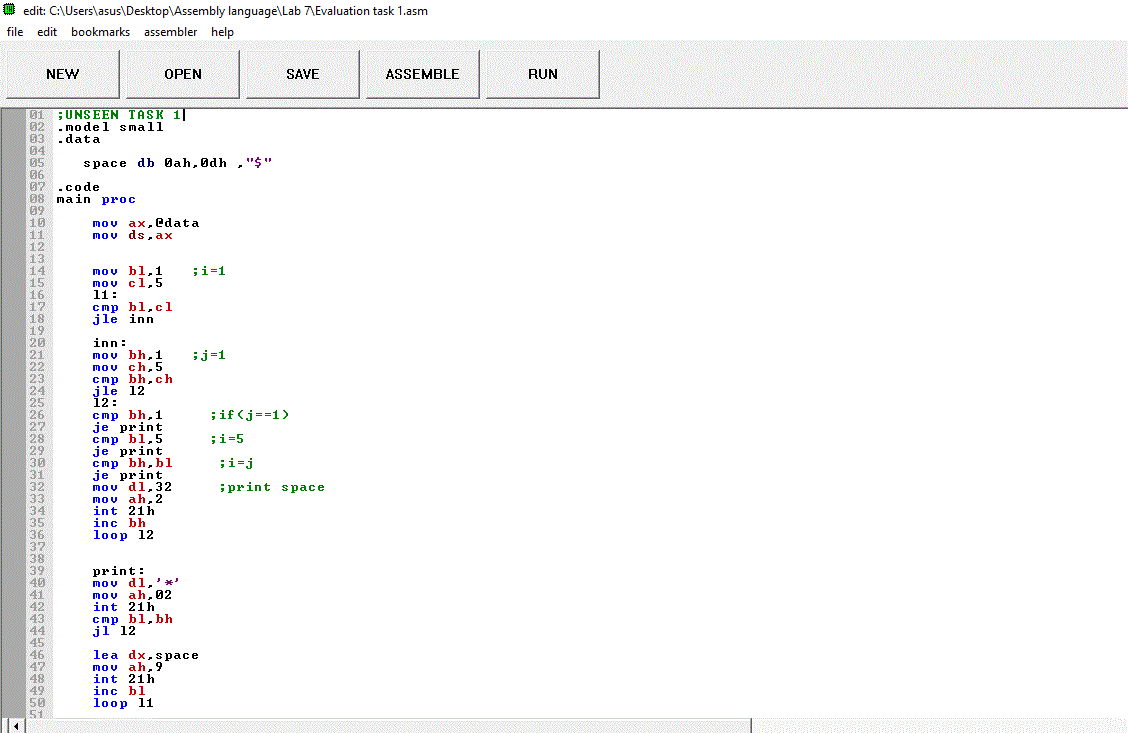 edit: C:\Users\asus\Desktop\Assembly language\Lab 7\Evaluation task 1.asm
file edit bookmarks assembler help
NEW OPEN SAVE ASSEMBLE RUN
01 ;UNSEEN TASK 1
02 .model small
03 .data
04
05 space db 0ah,0dh ,"$"
06
07 .code
08 main proc
09
10 mov ax,@data
11 mov ds,ax
12
13
14 mov bl,1 ;i=1
15 mov cl,5
16 l1:
17 cmp bl,cl
18 jle inn
19
20 inn:
21 mov bh,1 ;j=1
22 mov ch,5
23 cmp bh,ch
24 jle l2
25 l2:
26 cmp bh,1 ;if(j==1)
27 je print
28 cmp bl,5 ;i=5
29 je print
30 cmp bh,bl ;i=j
31 je print
32 mov dl,32 ;print space
33 mov ah,2
34 int 21h
35 inc bh
36 loop l2
37
38
39 print:
40 mov dl,'*'
41 mov ah,02
42 int 21h
43 cmp bl,bh
44 jl l2
45
46 lea dx,space
47 mov ah,9
48 int 21h
49 inc bl
50 loop l1
51